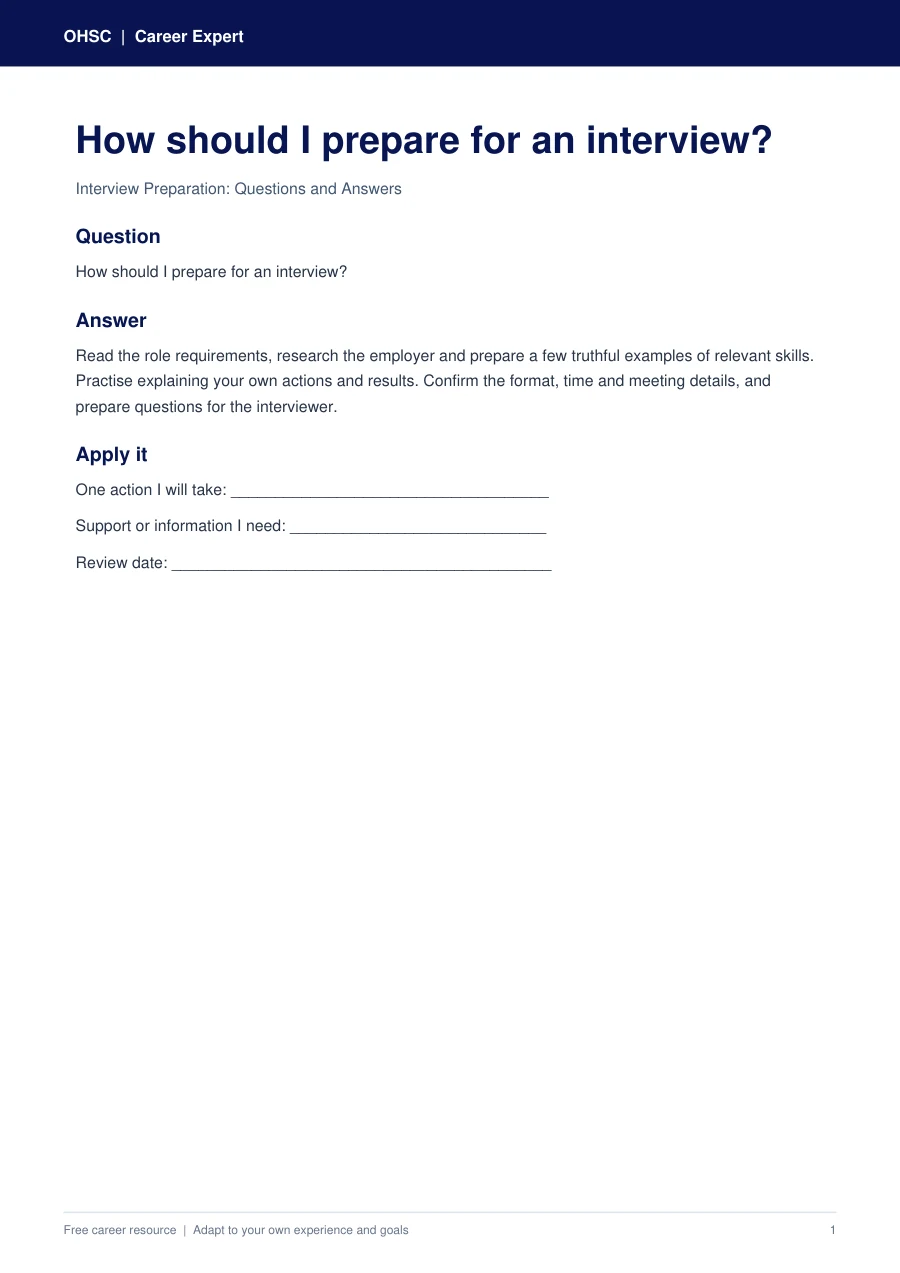 OHSC | Career Expert
How should I prepare for an interview?
Interview Preparation: Questions and Answers
Question
How should I prepare for an interview?
Answer
Read the role requirements, research the employer and prepare a few truthful examples of relevant skills.
Practise explaining your own actions and results. Confirm the format, time and meeting details, and
prepare questions for the interviewer.
Apply it
One action I will take: ____________________________________
Support or information I need: _____________________________
Review date: ___________________________________________
Free career resource | Adapt to your own experience and goals 1